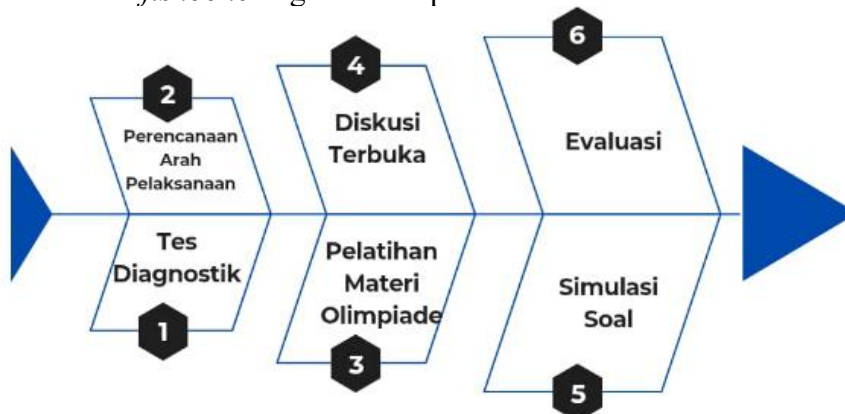 2
Perencanaan
Arah
Pelaksanaan
Tes
Diagnostik
1
4
Diskusi
Terbuka
Pelatihan
Materi
Olimpiade
3
6
Evaluasi
Simulasi
Soal
5